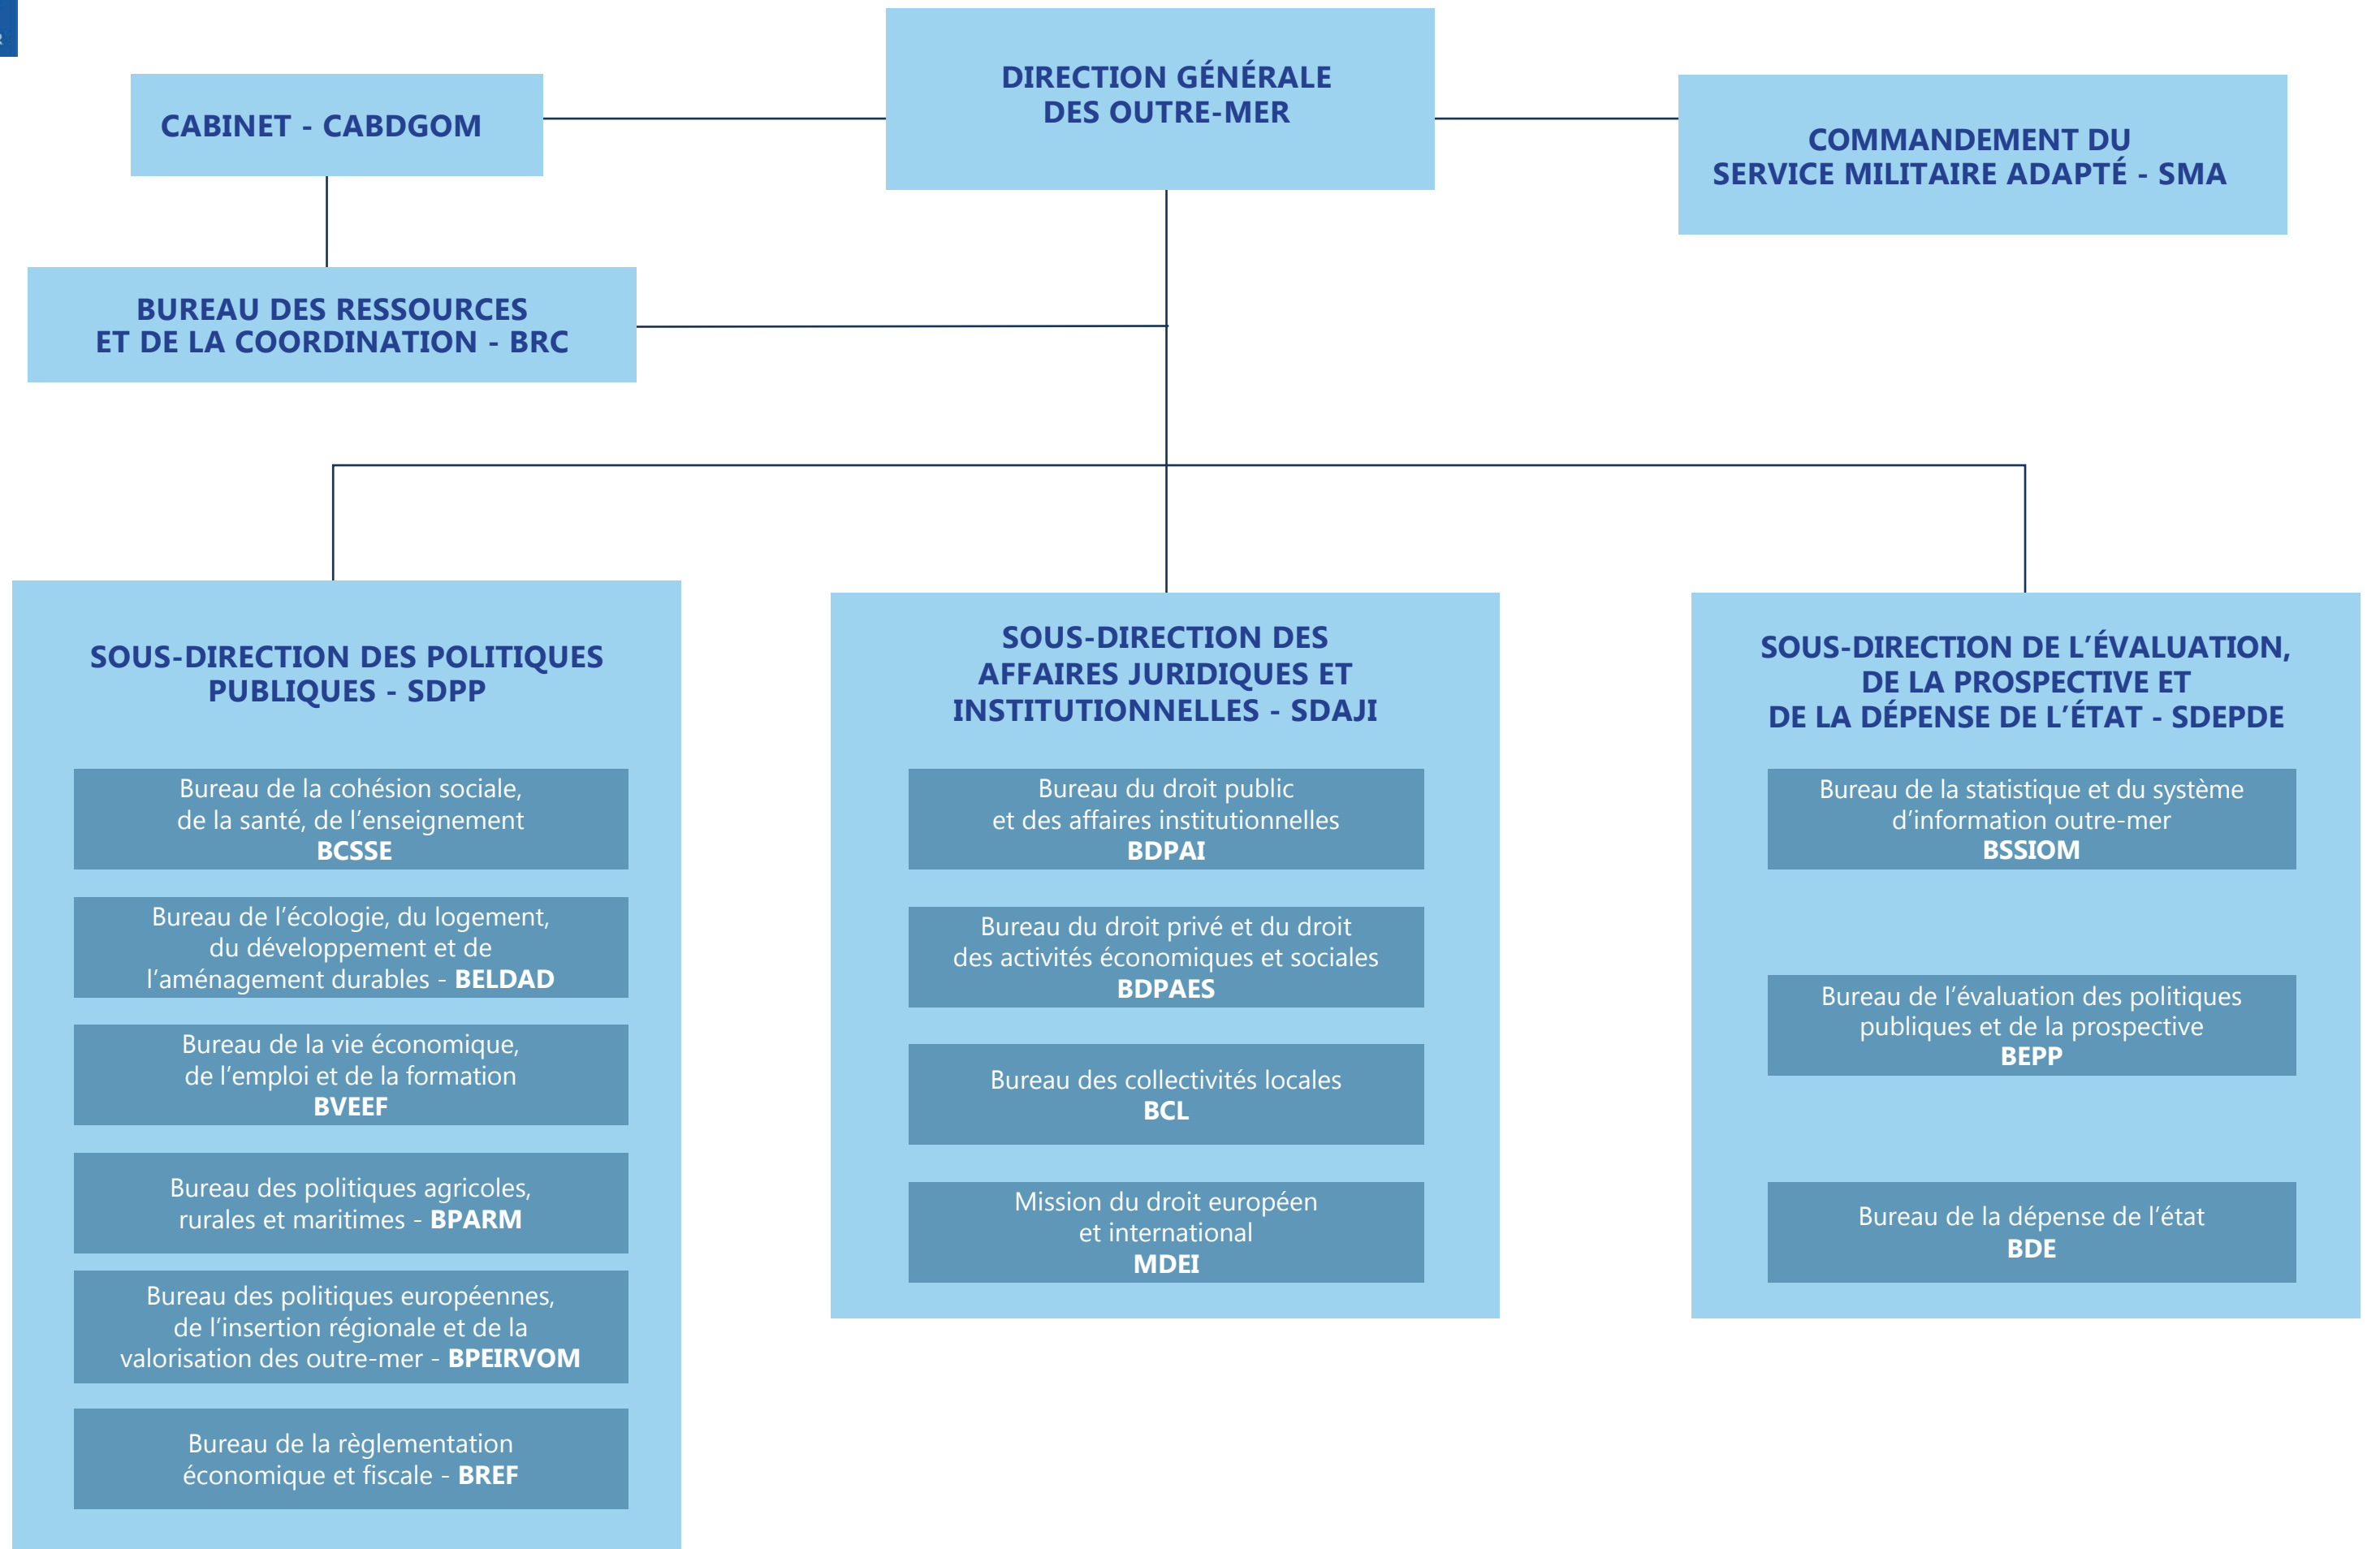 DIRECTION GÉNÉRALE
DES OUTRE-MER
CABINET - CABDGOM
COMMANDEMENT DU
SERVICE MILITAIRE ADAPTÉ - SMA
BUREAU DES RESSOURCES
ET DE LA COORDINATION - BRC
SOUS-DIRECTION DES POLITIQUES
PUBLIQUES - SDPP
Bureau de la cohésion sociale,
de la santé, de l’enseignement
BCSSE
Bureau de l’écologie, du logement,
du développement et de
l’aménagement durables - BELDAD
Bureau de la vie économique,
de l’emploi et de la formation
BVEEF
Bureau des politiques agricoles,
rurales et maritimes - BPARM
Bureau des politiques européennes,
de l’insertion régionale et de la
valorisation des outre-mer - BPEIRVOM
Bureau de la règlementation
économique et fiscale - BREF
SOUS-DIRECTION DES
AFFAIRES JURIDIQUES ET
INSTITUTIONNELLES - SDAJI
Bureau du droit public
et des affaires institutionnelles
BDPAI
Bureau du droit privé et du droit
des activités économiques et sociales
BDPAES
Bureau des collectivités locales
BCL
Mission du droit européen
et international
MDEI
SOUS-DIRECTION DE L’ÉVALUATION,
DE LA PROSPECTIVE ET
DE LA DÉPENSE DE L’ÉTAT - SDEPDE
Bureau de la statistique et du système
d’information outre-mer
BSSIOM
Bureau de l’évaluation des politiques
publiques et de la prospective
BEPP
Bureau de la dépense de l’état
BDE